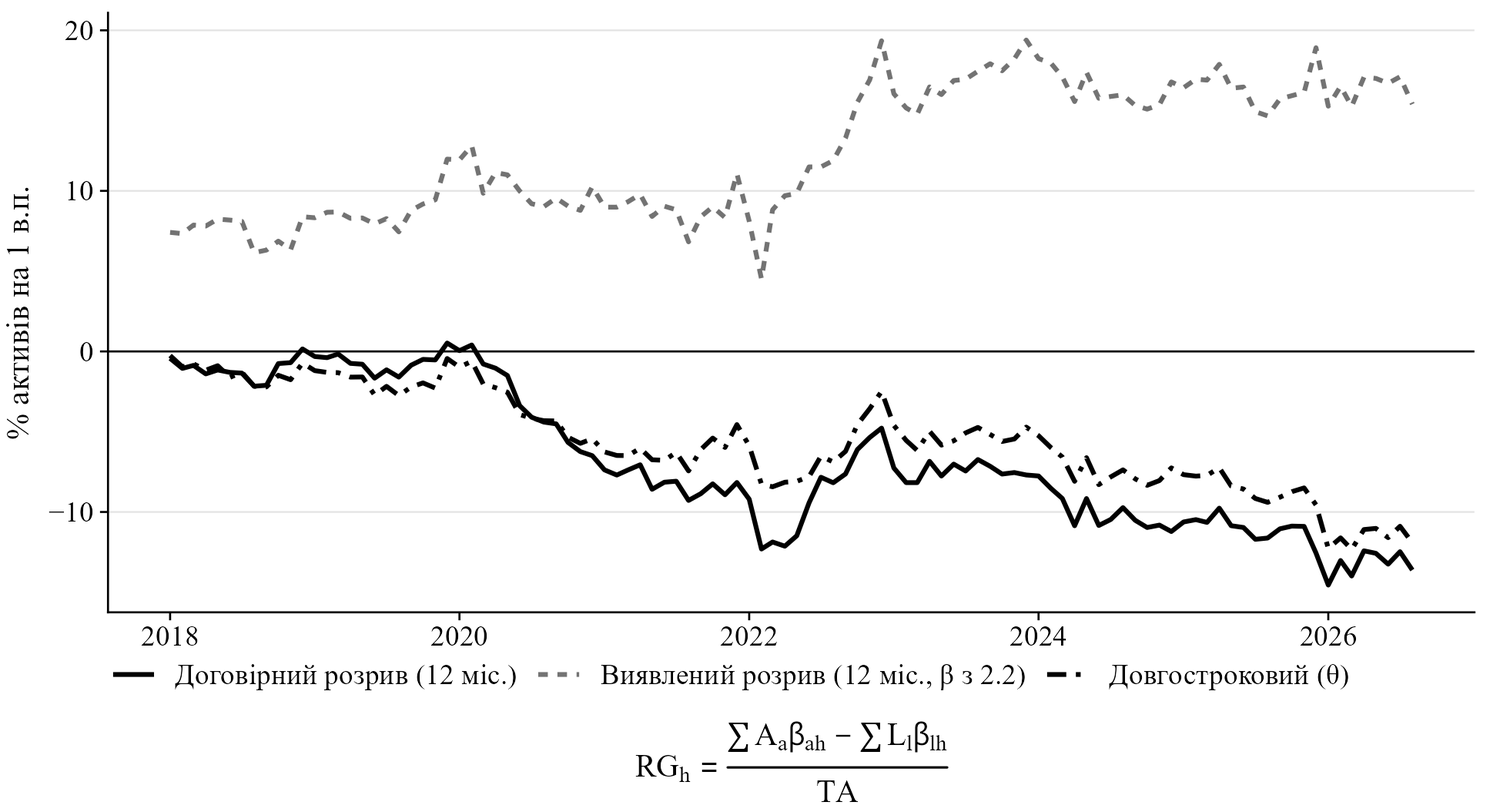 % активів на 1 в.п.
20
10
0
−10
2018 2020 2022 2024 2026
Договірний розрив (12 міс.) Виявлений розрив (12 міс., β з 2.2) Довгостроковий (θ)
RGₕ = (∑ Aₐβₐₕ − ∑ Lₗβₗₕ) / TA